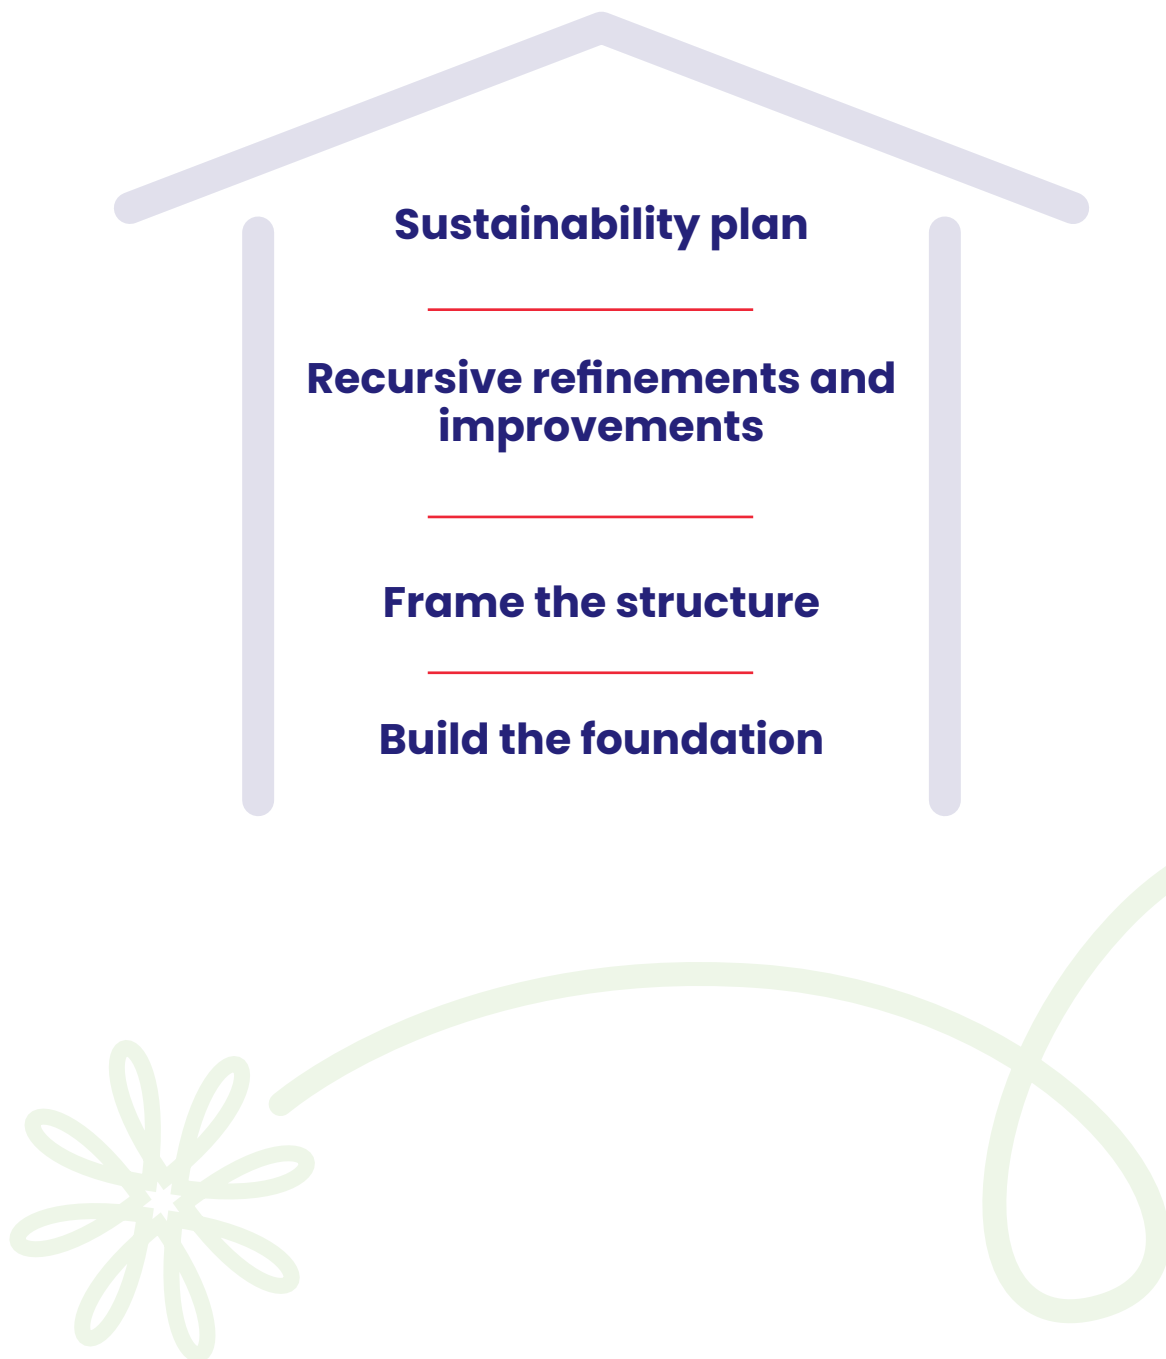 Sustainability plan
Recursive refinements and
improvements
Frame the structure
Build the foundation